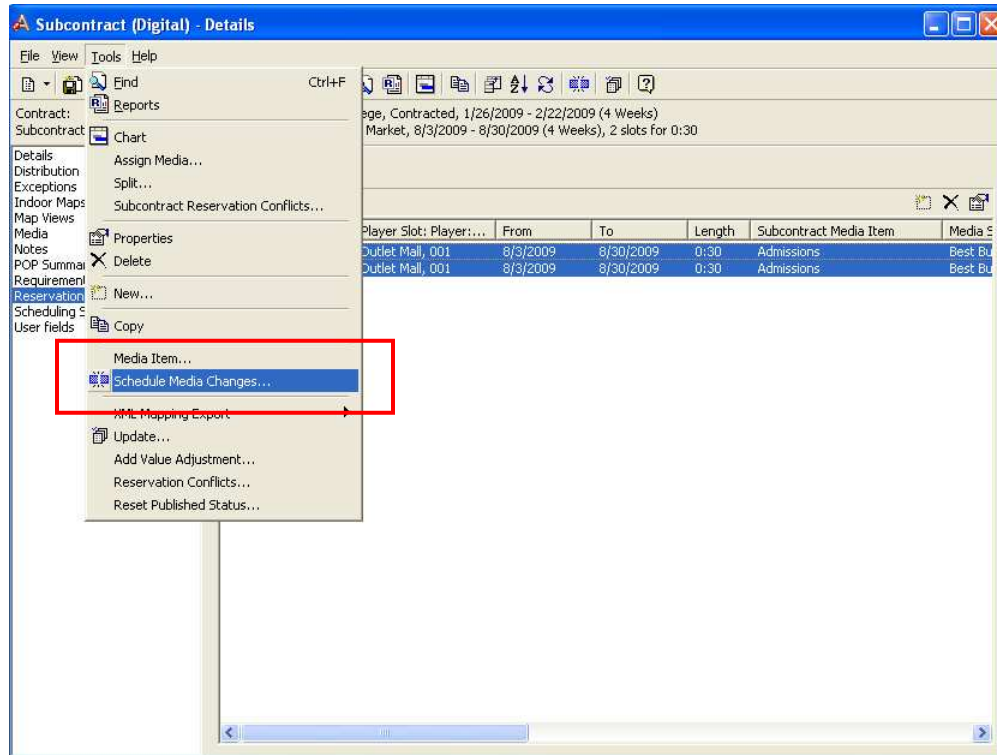 Subcontract (Digital) - Details
File View Tools Help
Contract:
Subcontract
ege, Contracted, 1/26/2009 - 2/22/2009 (4 Weeks)
Market, 8/3/2009 - 8/30/2009 (4 Weeks), 2 slots for 0:30
Details
Distribution
Exceptions
Indoor Maps
Map Views
Media
Notes
POP Summa
Requirement
Reservation
Scheduling S
User fields
Find Ctrl+F
Reports
Chart
Assign Media...
Split...
Subcontract Reservation Conflicts...
Properties
Delete
New...
Copy
Media Item...
Schedule Media Changes...
XML Mapping Export
Update...
Add Value Adjustment...
Reservation Conflicts...
Reset Published Status...
Player Slot: Player:... From To Length Subcontract Media Item Media S
Outlet Mall, 001 8/3/2009 8/30/2009 0:30 Admissions Best Bu
Outlet Mall, 001 8/3/2009 8/30/2009 0:30 Admissions Best Bu